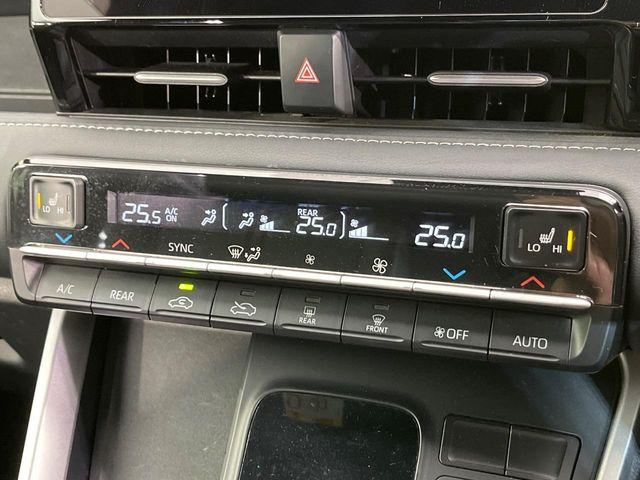 LO HI
25.5 A/C ON
REAR
25.0
25.0
LO HI
SYNC
A/C
REAR
REAR
FRONT
OFF
AUTO